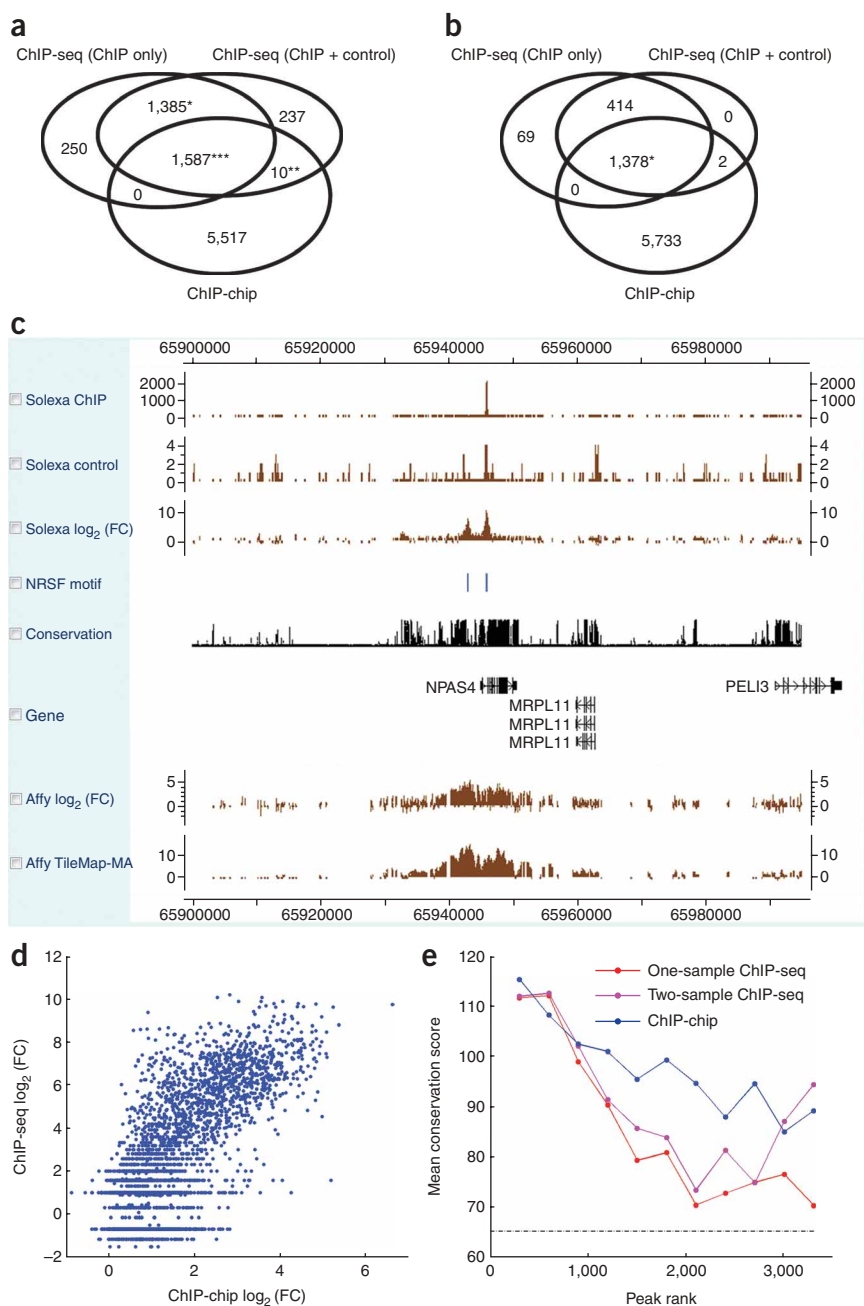 a
ChIP-seq (ChIP only)
ChIP-seq (ChIP + control)
1,385*
237
250
1,587***
10**
0
5,517
ChIP-chip
b
ChIP-seq (ChIP only)
ChIP-seq (ChIP + control)
414
0
69
1,378*
2
0
5,733
ChIP-chip
c
65900000 65920000 65940000 65960000 65980000
Solexa ChIP
2000
1000
0
2000
1000
0
Solexa control
4
2
0
4
2
0
Solexa log2 (FC)
10
0
10
0
NRSF motif
Conservation
Gene
NPAS4
PELI3
MRPL11
MRPL11
MRPL11
Affy log2 (FC)
5
0
5
0
Affy TileMap-MA
10
0
10
0
65900000 65920000 65940000 65960000 65980000
d
ChIP-seq log2 (FC)
12
10
8
6
4
2
0
–2
0 2 4 6
ChIP-chip log2 (FC)
e
Mean conservation score
120
110
100
90
80
70
60
One-sample ChIP-seq
Two-sample ChIP-seq
ChIP-chip
0 1,000 2,000 3,000
Peak rank